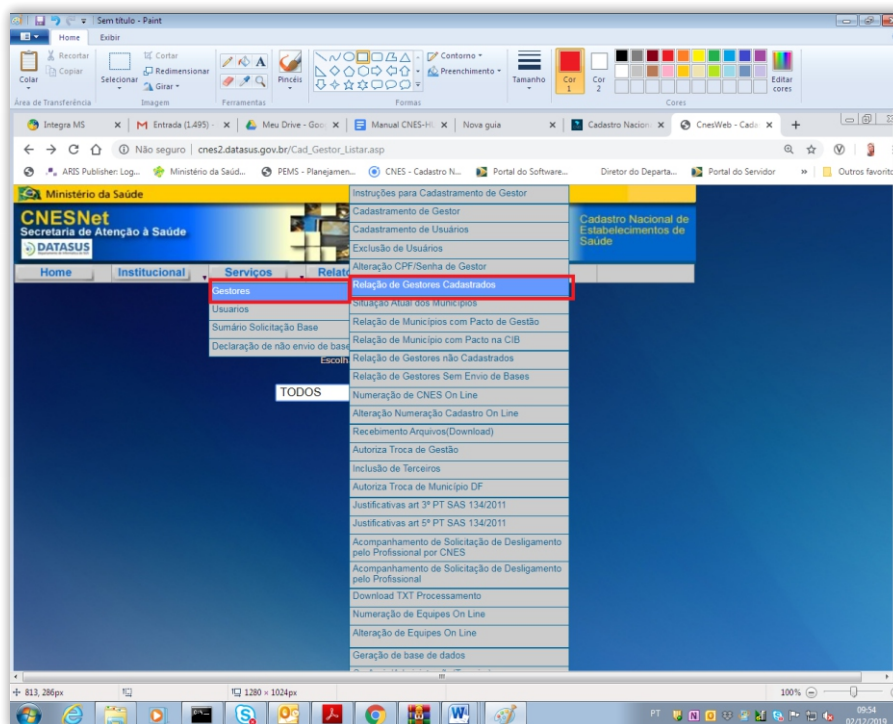 Sem título - Paint
Home Exibir
Colar
Recortar
Copiar
Área de Transferência
Selecionar
Cortar
Redimensionar
Girar
Imagem
Ferramentas
Pincéis
Contorno
Preenchimento
Formas
Tamanho
Cor 1
Cor 2
Editar cores
Cores
Integra MS
Entrada (1.495) -
Meu Drive - Goo
Manual CNES-H
Nova guia
Cadastro Nacion
CnesWeb - Cada
Não seguro | cnes2.datasus.gov.br/Cad_Gestor_Listar.asp
ARIS Publisher: Log...
Ministério da Saúd...
PEMS - Planejamen...
CNES - Cadastro N...
Portal do Software...
Diretor do Departa...
Portal do Servidor
Outros favorito
Ministério da Saúde
CNESNet
Secretaria de Atenção à Saúde
DATASUS
Cadastro Nacional de
Estabelecimentos de
Saúde
Home
Institucional
Serviços
Relató
Gestores
Usuarios
Sumário Solicitação Base
Declaração de não envio de base
Escolh
TODOS
Instruções para Cadastramento de Gestor
Cadastramento de Gestor
Cadastramento de Usuários
Exclusão de Usuários
Alteração CPF/Senha de Gestor
Relação de Gestores Cadastrados
Situação Atual dos Municípios
Relação de Municípios com Pacto de Gestão
Relação de Município com Pacto na CIB
Relação de Gestores não Cadastrados
Relação de Gestores Sem Envio de Bases
Numeração de CNES On Line
Alteração Numeração Cadastro On Line
Recebimento Arquivos(Download)
Autoriza Troca de Gestão
Inclusão de Terceiros
Autoriza Troca de Município DF
Justificativas art 3º PT SAS 134/2011
Justificativas art 5º PT SAS 134/2011
Acompanhamento de Solicitação de Desligamento
pelo Profissional por CNES
Acompanhamento de Solicitação de Desligamento
pelo Profissional
Download TXT Processamento
Numeração de Equipes On Line
Alteração de Equipes On Line
Geração de base de dados
813, 286px
1280 × 1024px
100%
PT
09:54
02/12/2019